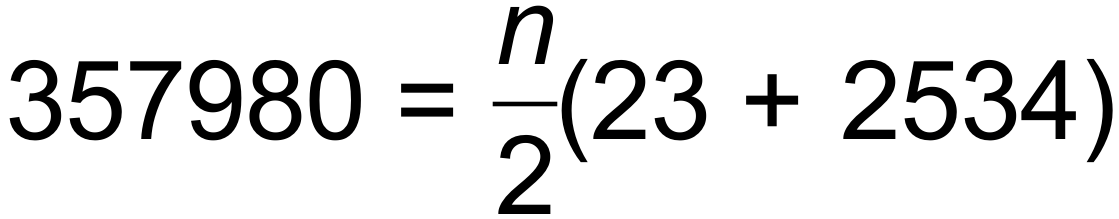 357980 = n/2(23 + 2534)